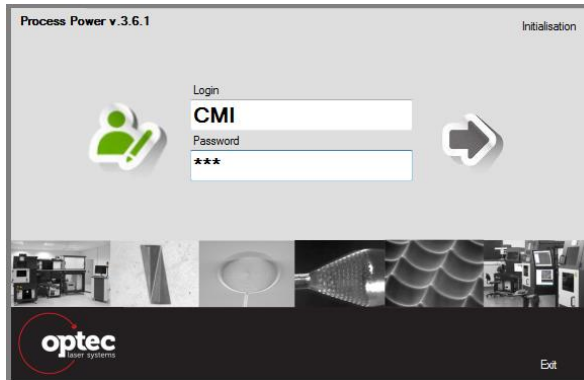 Process Power v.3.6.1
Initialisation
Login
CMI
Password
***
optec
laser systems
Exit